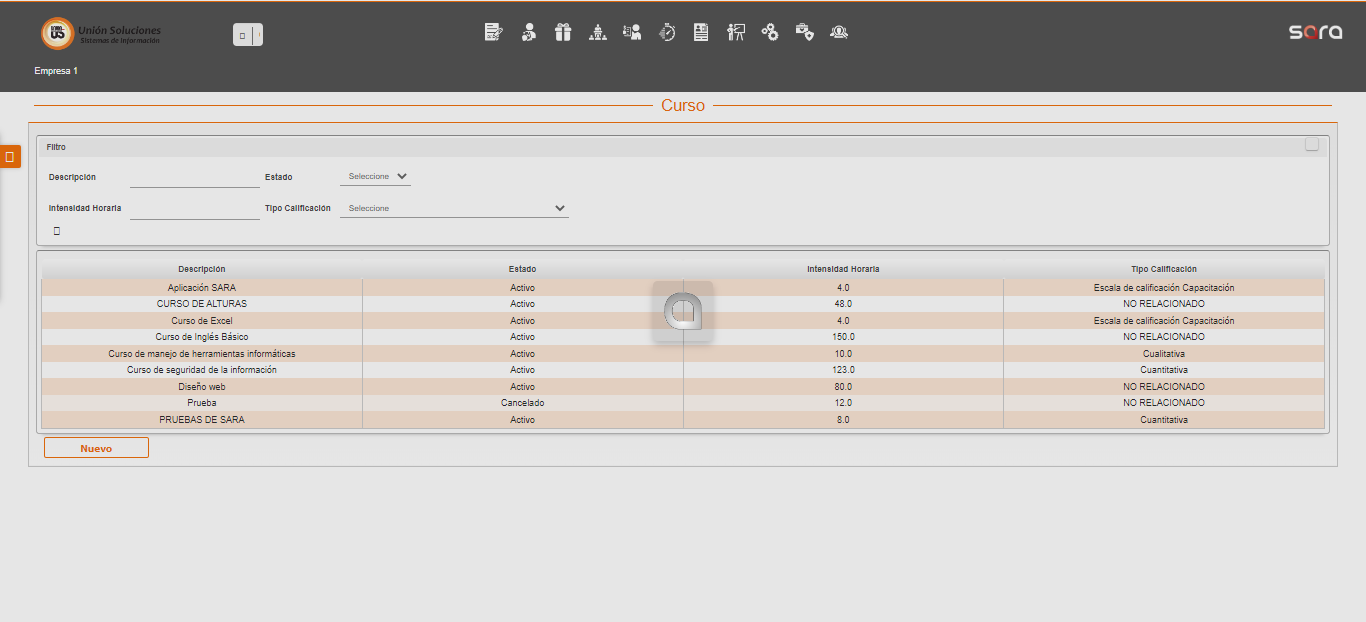 Unión Soluciones
Sistemas de Información
sara
Empresa 1
Curso
Filtro
Descripción Estado Seleccione
Intensidad Horaria Tipo Calificación Seleccione
Descripción Estado Intensidad Horaria Tipo Calificación
Aplicación SARA Activo 4.0 Escala de calificación Capacitación
CURSO DE ALTURAS Activo 48.0 NO RELACIONADO
Curso de Excel Activo 4.0 Escala de calificación Capacitación
Curso de Inglés Básico Activo 150.0 NO RELACIONADO
Curso de manejo de herramientas informáticas Activo 10.0 Cualitativa
Curso de seguridad de la información Activo 123.0 Cuantitativa
Diseño web Activo 80.0 NO RELACIONADO
Prueba Cancelado 12.0 NO RELACIONADO
PRUEBAS DE SARA Activo 8.0 Cuantitativa
Nuevo